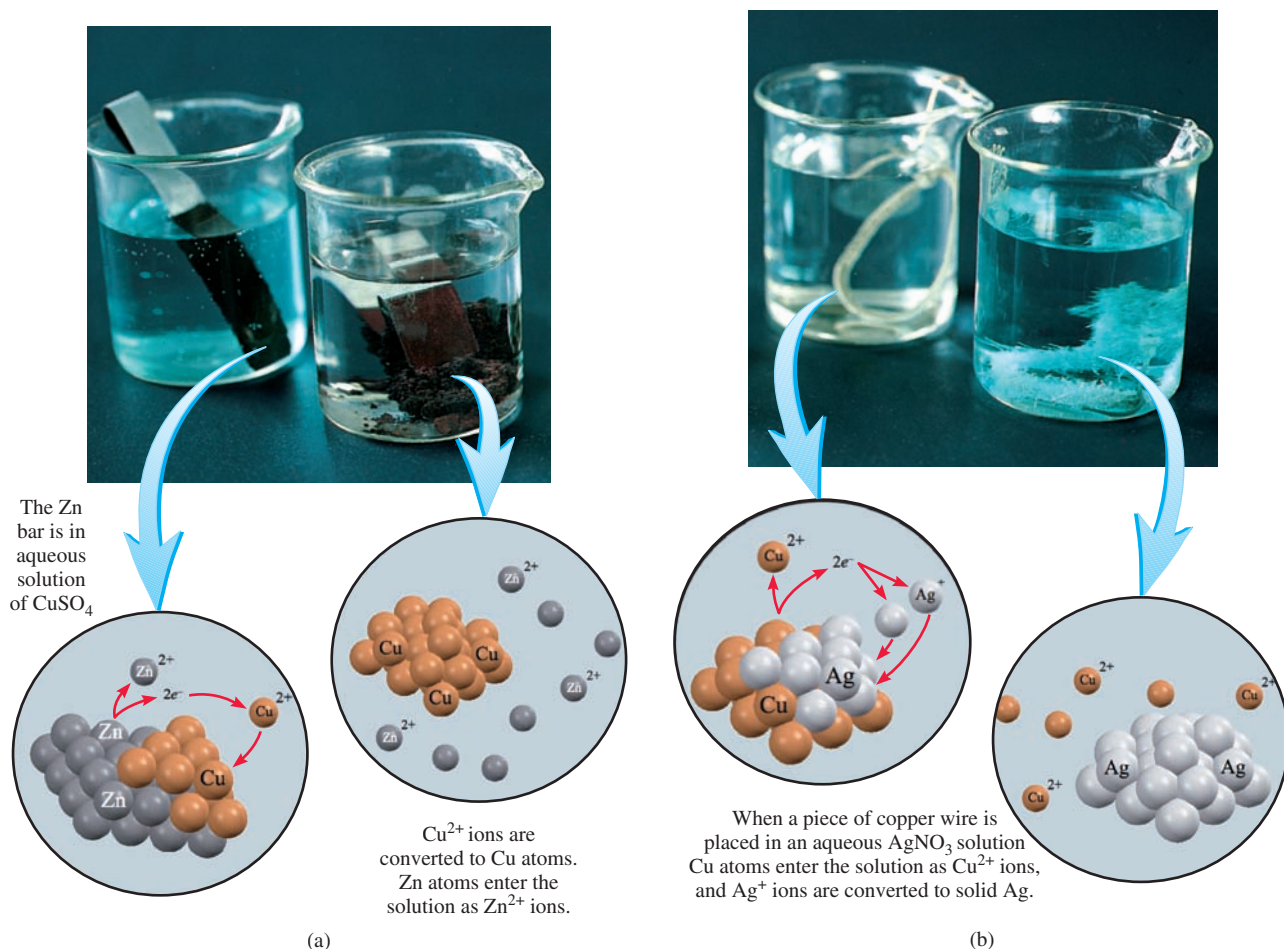 The Zn
bar is in
aqueous
solution
of CuSO₄
Zn 2+
2e⁻
Cu 2+
Zn
Cu
Zn
Zn 2+
Cu
Cu
Cu
Zn 2+
Zn 2+
Cu²⁺ ions are
converted to Cu atoms.
Zn atoms enter the
solution as Zn²⁺ ions.
(a)
Cu 2+
2e⁻
Ag +
Ag
Cu
Cu 2+
Cu 2+
Ag
Ag
Cu 2+
When a piece of copper wire is
placed in an aqueous AgNO₃ solution
Cu atoms enter the solution as Cu²⁺ ions,
and Ag⁺ ions are converted to solid Ag.
(b)